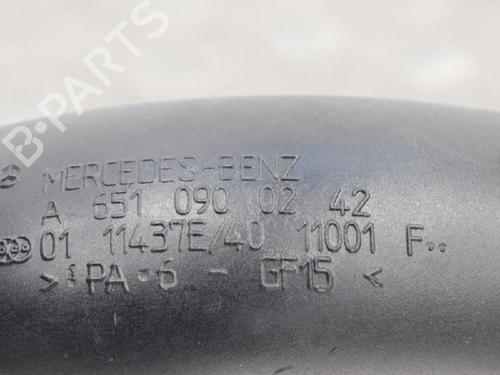 B-PARTS
MERCEDES-BENZ
A 651 090 02 42
01 11437E/40 11001 F..
>PA-6 - GF15<